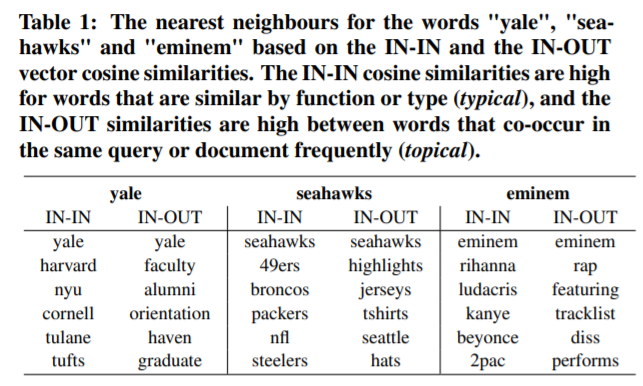 Table 1: The nearest neighbours for the words "yale", "sea-
hawks" and "eminem" based on the IN-IN and the IN-OUT
vector cosine similarities. The IN-IN cosine similarities are high
for words that are similar by function or type (typical), and the
IN-OUT similarities are high between words that co-occur in
the same query or document frequently (topical).
yale seahawks eminem
IN-IN IN-OUT IN-IN IN-OUT IN-IN IN-OUT
yale yale seahawks seahawks eminem eminem
harvard faculty 49ers highlights rihanna rap
nyu alumni broncos jerseys ludacris featuring
cornell orientation packers tshirts kanye tracklist
tulane haven nfl seattle beyonce diss
tufts graduate steelers hats 2pac performs